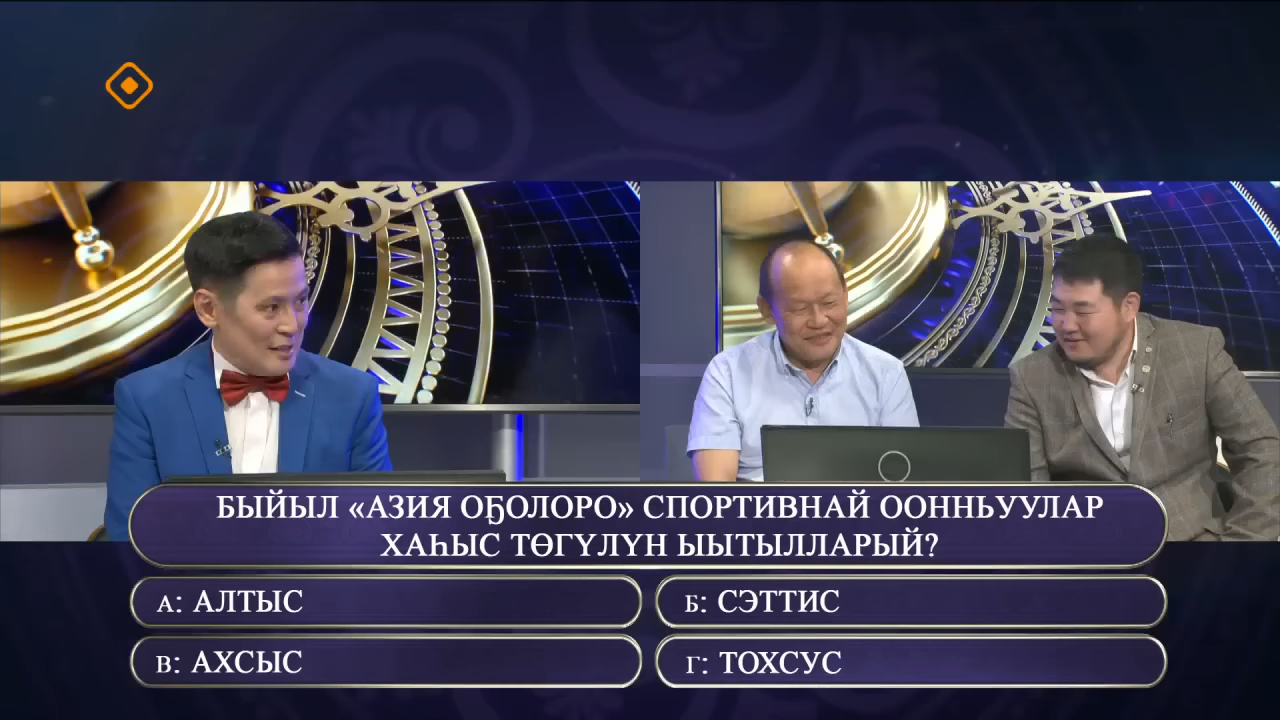 БЫЙЫЛ «АЗИЯ ОҔОЛОРО» СПОРТИВНАЙ ООННЬУУЛАР
ХАҺЫС ТӨГҮЛҮН ЫЫТЫЛЛАРЫЙ?
А: АЛТЫС
Б: СЭТТИС
В: АХСЫС
Г: ТОХСУС